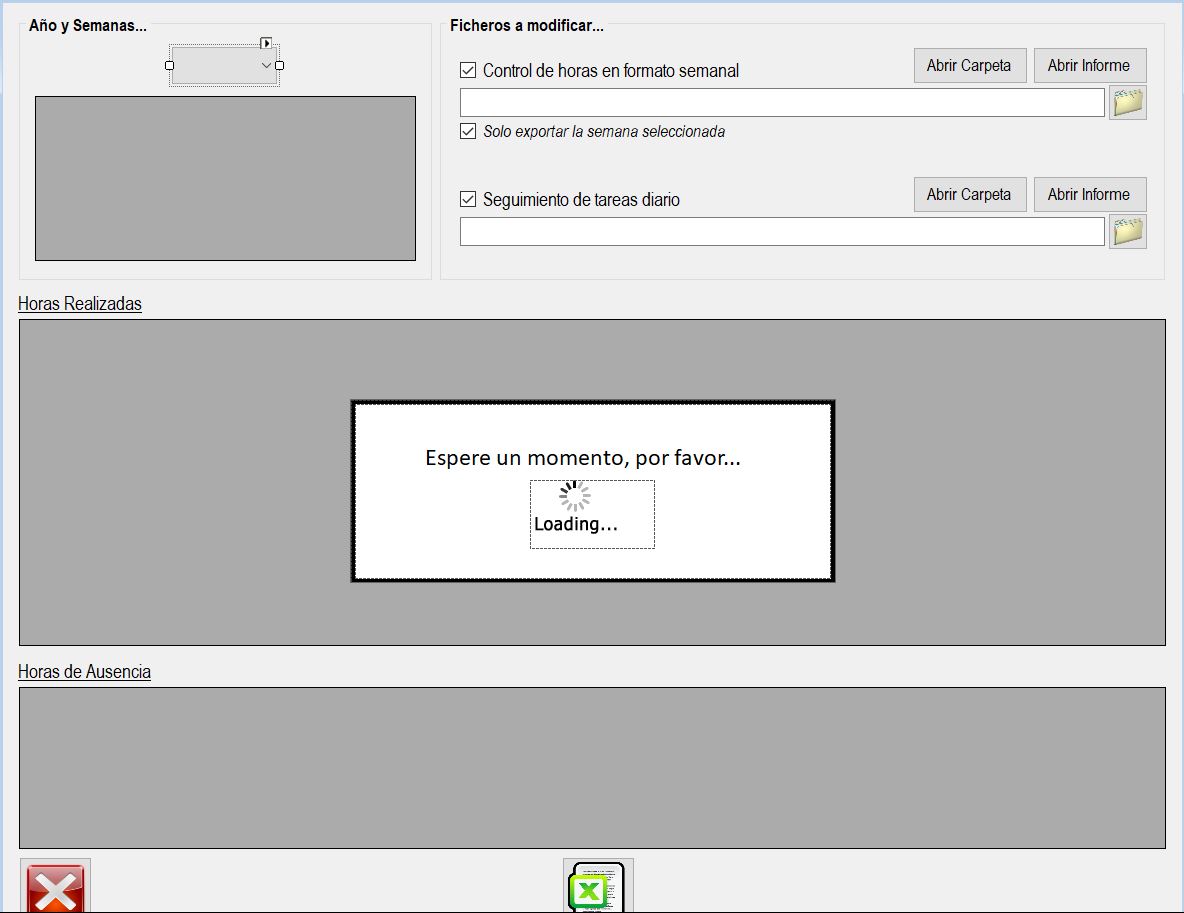 Año y Semanas...
Ficheros a modificar...
Control de horas en formato semanal
Abrir Carpeta
Abrir Informe
Solo exportar la semana seleccionada
Seguimiento de tareas diario
Abrir Carpeta
Abrir Informe
Horas Realizadas
Espere un momento, por favor...
Loading...
Horas de Ausencia
X